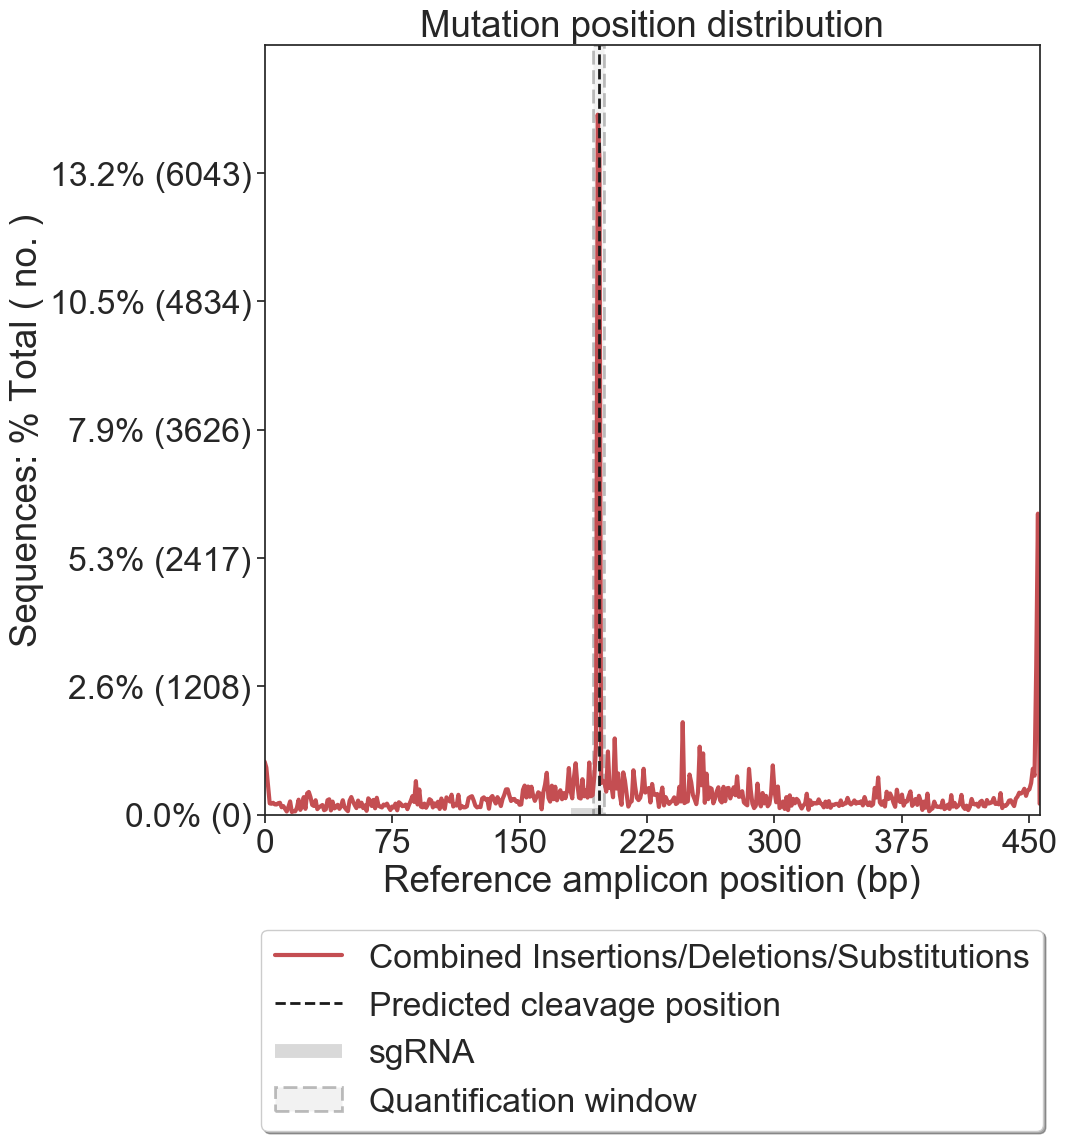 Mutation position distribution
Sequences: % Total ( no. )
13.2% (6043)
10.5% (4834)
7.9% (3626)
5.3% (2417)
2.6% (1208)
0.0% (0)
0 75 150 225 300 375 450
Reference amplicon position (bp)
Combined Insertions/Deletions/Substitutions
Predicted cleavage position
sgRNA
Quantification window